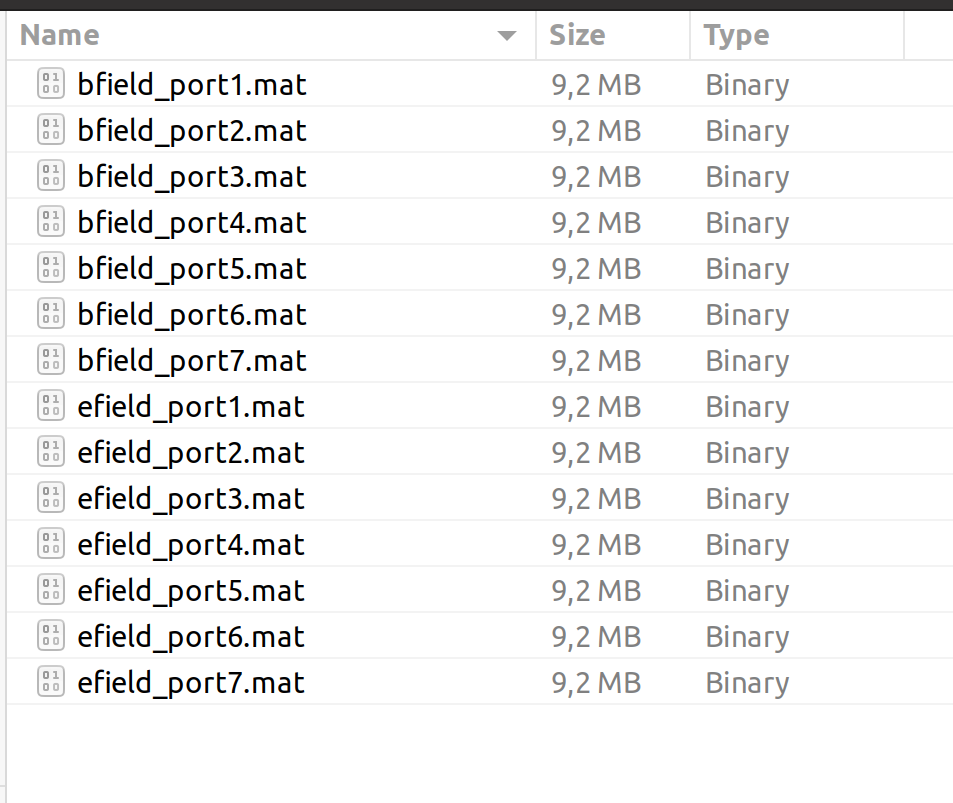 Name Size Type
bfield_port1.mat 9,2 MB Binary
bfield_port2.mat 9,2 MB Binary
bfield_port3.mat 9,2 MB Binary
bfield_port4.mat 9,2 MB Binary
bfield_port5.mat 9,2 MB Binary
bfield_port6.mat 9,2 MB Binary
bfield_port7.mat 9,2 MB Binary
efield_port1.mat 9,2 MB Binary
efield_port2.mat 9,2 MB Binary
efield_port3.mat 9,2 MB Binary
efield_port4.mat 9,2 MB Binary
efield_port5.mat 9,2 MB Binary
efield_port6.mat 9,2 MB Binary
efield_port7.mat 9,2 MB Binary